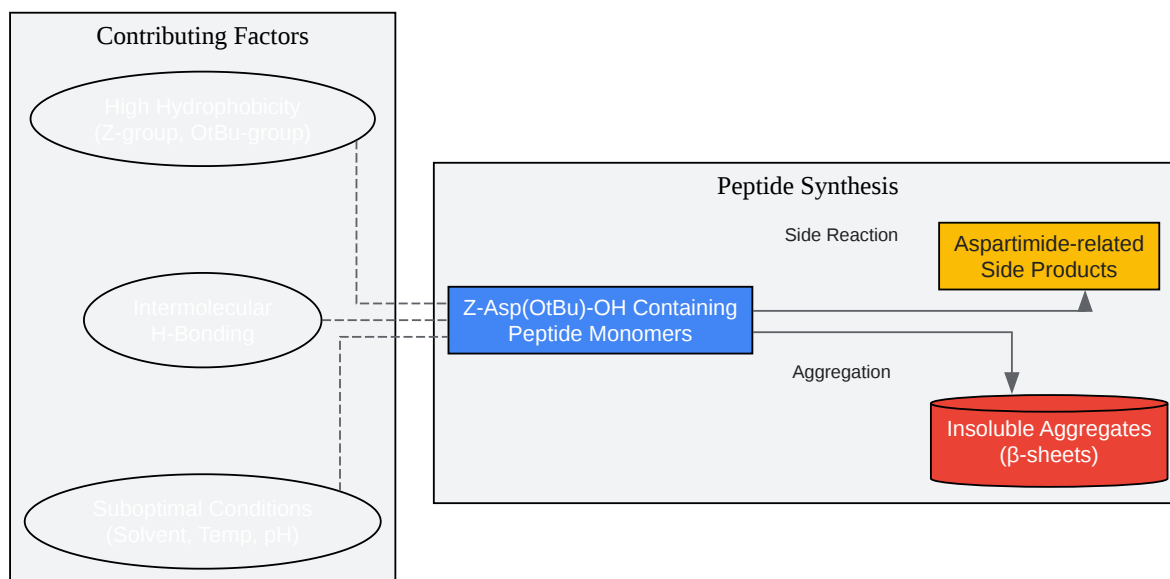 Contributing Factors
High Hydrophobicity
(Z-group, OtBu-group)
Intermolecular
H-Bonding
Suboptimal Conditions
(Solvent, Temp, pH)
Peptide Synthesis
Side Reaction
Aspartimide-related
Side Products
Z-Asp(OtBu)-OH Containing
Peptide Monomers
Aggregation
Insoluble Aggregates
(β-sheets)